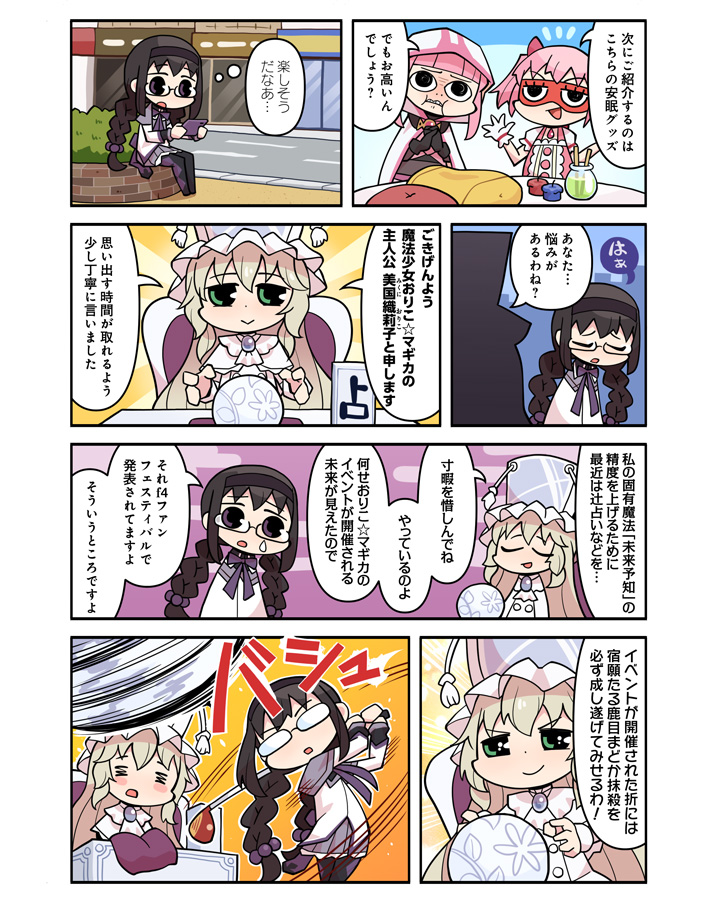 次にご紹介するのは
こちらの安眠グッズ
でもお高いん
でしょう？
楽しそう
だなあ…
はぁ
あなた…
悩みが
あるわね？
ごきげんよう
魔法少女おりこ☆マギカの
主人公 美国織莉子と申します
みくに おりこ
占
思い出す時間が取れるよう
少し丁寧に言いました
私の固有魔法「未来予知」の
精度を上げるために
最近は辻占いなどを…
寸暇を惜しんでね
やっているのよ
何せおりこ☆マギカの
イベントが開催される
未来が見えたので
それf4ファン
フェスティバルで
発表されてますよ
そういうところですよ
イベントが開催された折には
宿願たる鹿目まどか抹殺を
必ず成し遂げてみせるわ！
バシュ